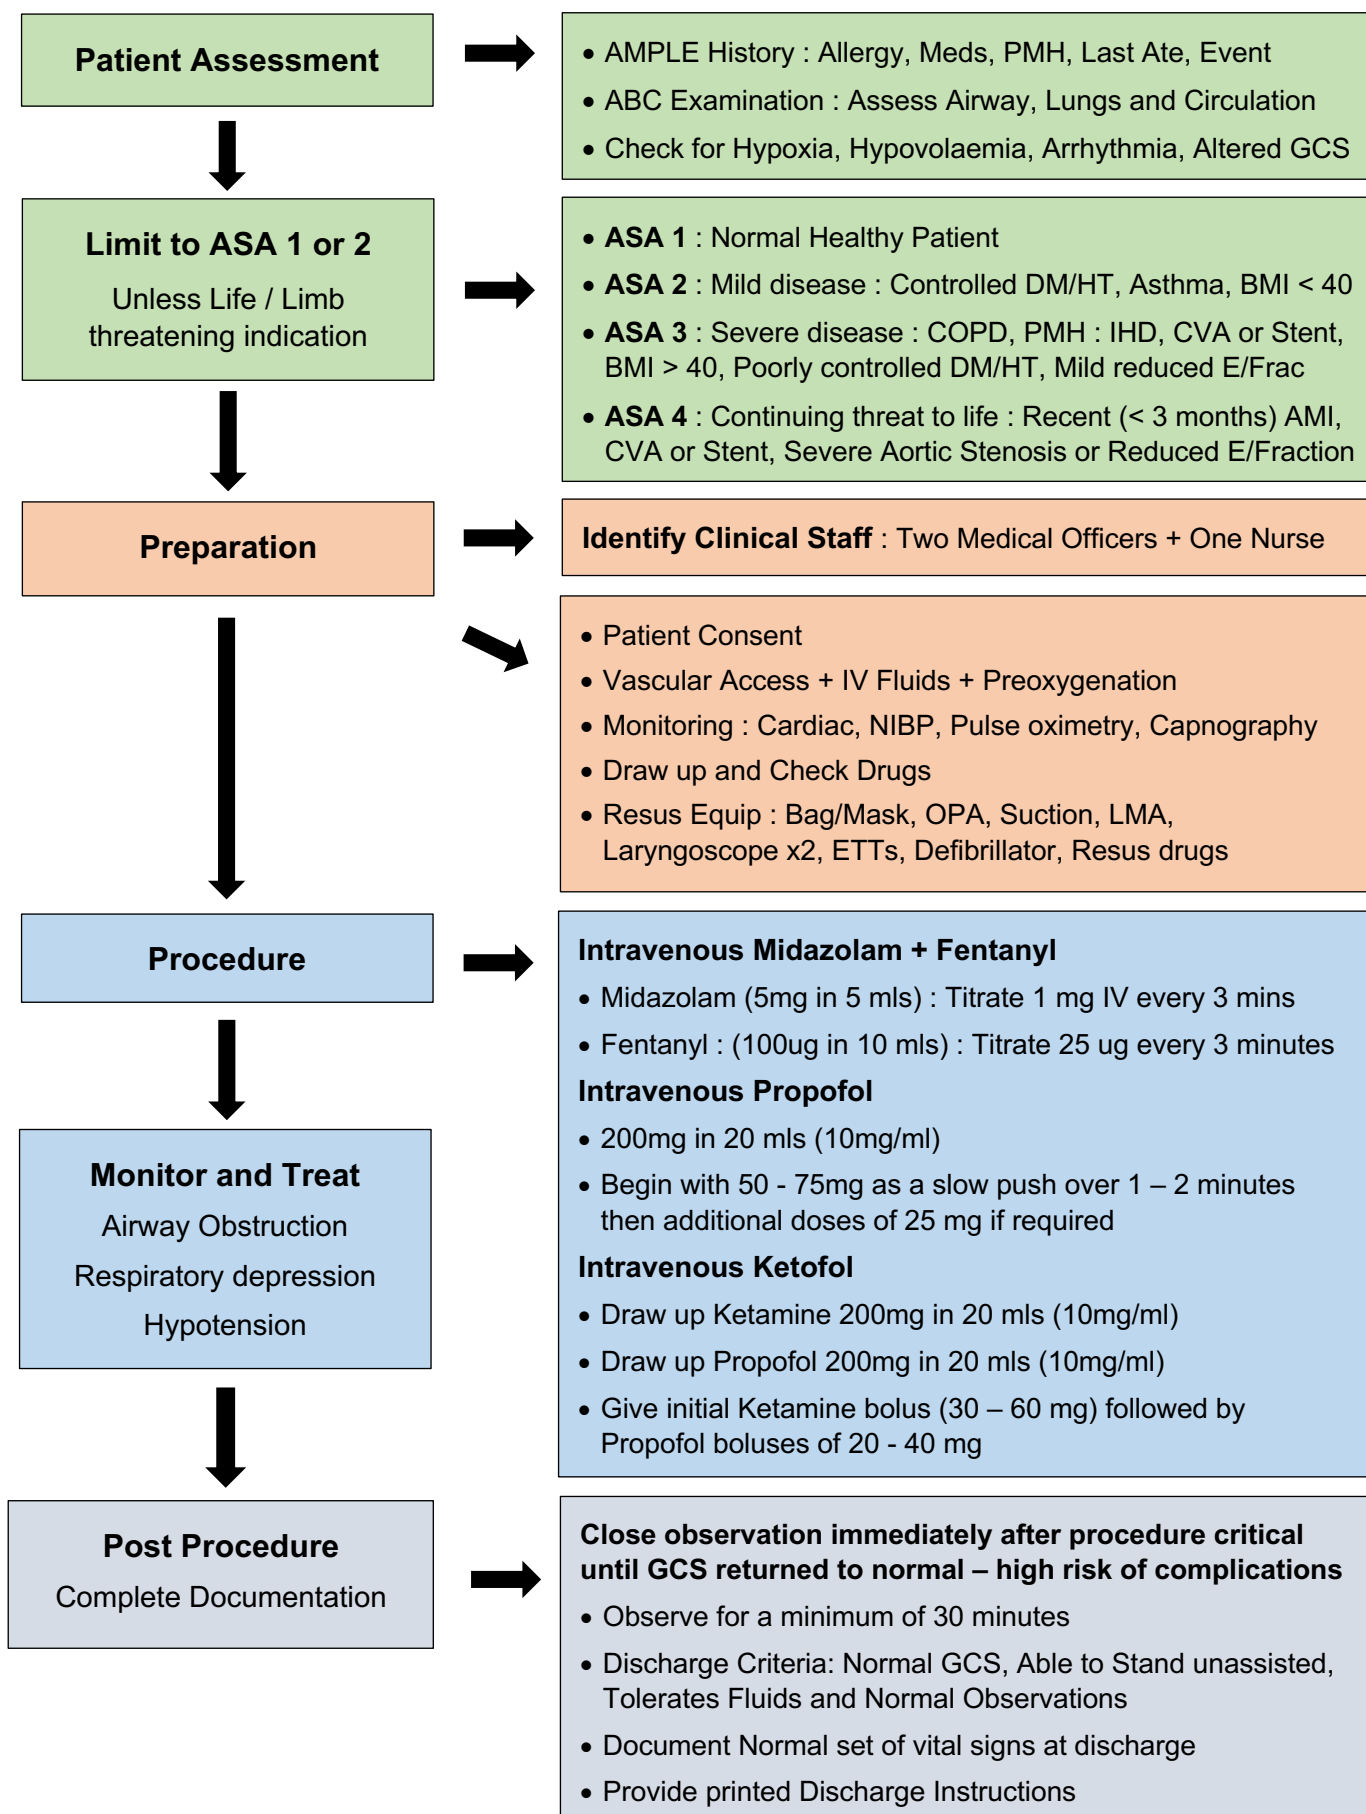 Patient Assessment
• AMPLE History : Allergy, Meds, PMH, Last Ate, Event
• ABC Examination : Assess Airway, Lungs and Circulation
• Check for Hypoxia, Hypovolaemia, Arrhythmia, Altered GCS
Limit to ASA 1 or 2
Unless Life / Limb
threatening indication
• ASA 1 : Normal Healthy Patient
• ASA 2 : Mild disease : Controlled DM/HT, Asthma, BMI < 40
• ASA 3 : Severe disease : COPD, PMH : IHD, CVA or Stent,
BMI > 40, Poorly controlled DM/HT, Mild reduced E/Frac
• ASA 4 : Continuing threat to life : Recent (< 3 months) AMI,
CVA or Stent, Severe Aortic Stenosis or Reduced E/Fraction
Preparation
Identify Clinical Staff : Two Medical Officers + One Nurse
• Patient Consent
• Vascular Access + IV Fluids + Preoxygenation
• Monitoring : Cardiac, NIBP, Pulse oximetry, Capnography
• Draw up and Check Drugs
• Resus Equip : Bag/Mask, OPA, Suction, LMA,
Laryngoscope x2, ETTs, Defibrillator, Resus drugs
Procedure
Intravenous Midazolam + Fentanyl
• Midazolam (5mg in 5 mls) : Titrate 1 mg IV every 3 mins
• Fentanyl : (100ug in 10 mls) : Titrate 25 ug every 3 minutes
Intravenous Propofol
• 200mg in 20 mls (10mg/ml)
• Begin with 50 - 75mg as a slow push over 1 – 2 minutes
then additional doses of 25 mg if required
Intravenous Ketofol
• Draw up Ketamine 200mg in 20 mls (10mg/ml)
• Draw up Propofol 200mg in 20 mls (10mg/ml)
• Give initial Ketamine bolus (30 – 60 mg) followed by
Propofol boluses of 20 - 40 mg
Monitor and Treat
Airway Obstruction
Respiratory depression
Hypotension
Post Procedure
Complete Documentation
Close observation immediately after procedure critical
until GCS returned to normal – high risk of complications
• Observe for a minimum of 30 minutes
• Discharge Criteria: Normal GCS, Able to Stand unassisted,
Tolerates Fluids and Normal Observations
• Document Normal set of vital signs at discharge
• Provide printed Discharge Instructions